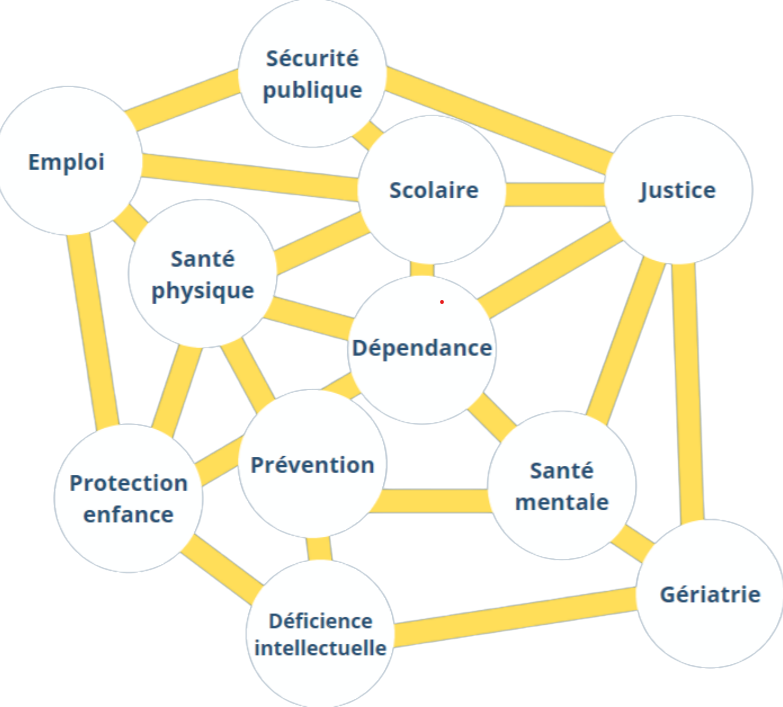 Sécurité
publique
Emploi
Scolaire
Justice
Santé
physique
Dépendance
Prévention
Protection
enfance
Santé
mentale
Gériatrie
Déficience
intellectuelle